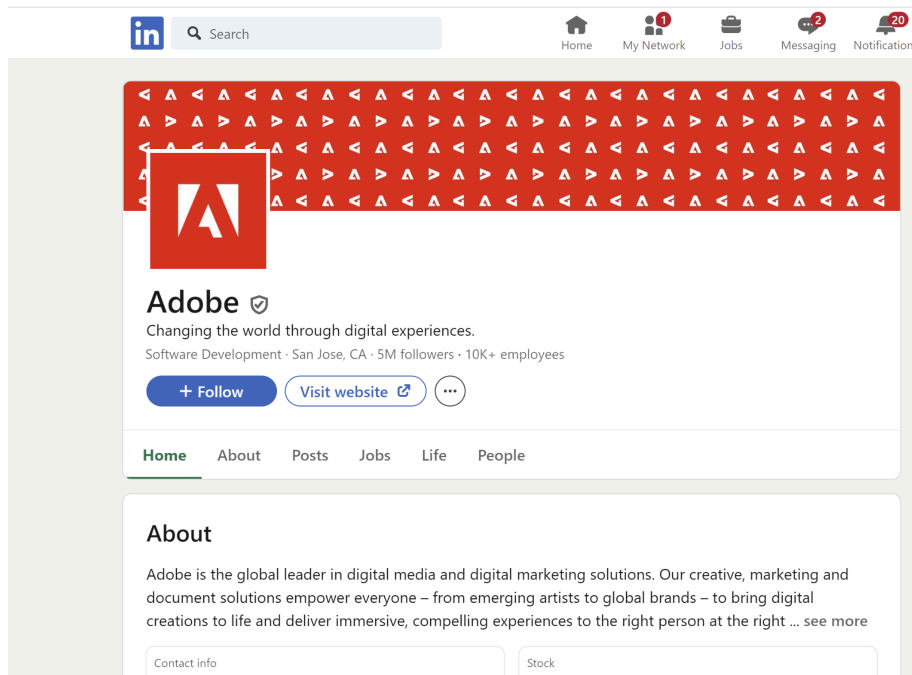 in
Search
Home
1
My Network
Jobs
2
Messaging
20
Notification
Adobe
Changing the world through digital experiences.
Software Development · San Jose, CA · 5M followers · 10K+ employees
+ Follow
Visit website
···
Home About Posts Jobs Life People
About
Adobe is the global leader in digital media and digital marketing solutions. Our creative, marketing and
document solutions empower everyone – from emerging artists to global brands – to bring digital
creations to life and deliver immersive, compelling experiences to the right person at the right ... see more
Contact info
Stock